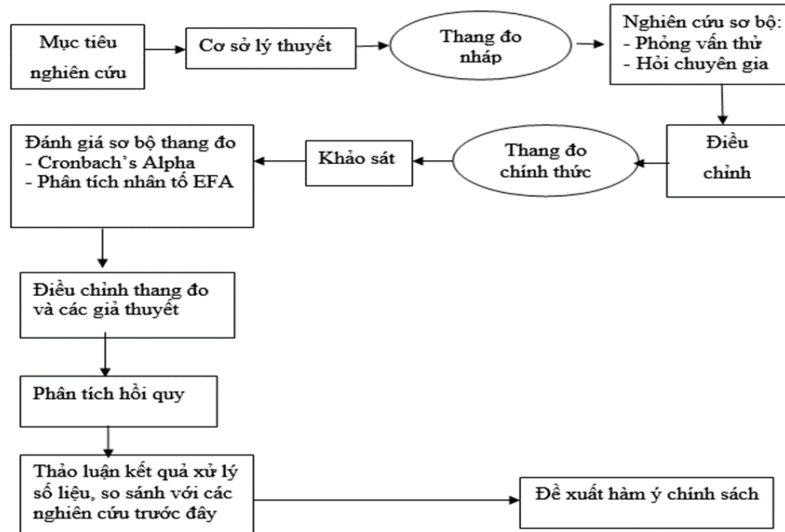 Mục tiêu
nghiên cứu
Cơ sở lý thuyết
Thang đo
nháp
Nghiên cứu sơ bộ:
- Phỏng vấn thử
- Hỏi chuyên gia
Điều
chỉnh
Thang đo
chính thức
Khảo sát
Đánh giá sơ bộ thang đo
- Cronbach’s Alpha
- Phân tích nhân tố EFA
Điều chỉnh thang đo
và các giả thuyết
Phân tích hồi quy
Thảo luận kết quả xử lý
số liệu, so sánh với các
nghiên cứu trước đây
Đề xuất hàm ý chính sách